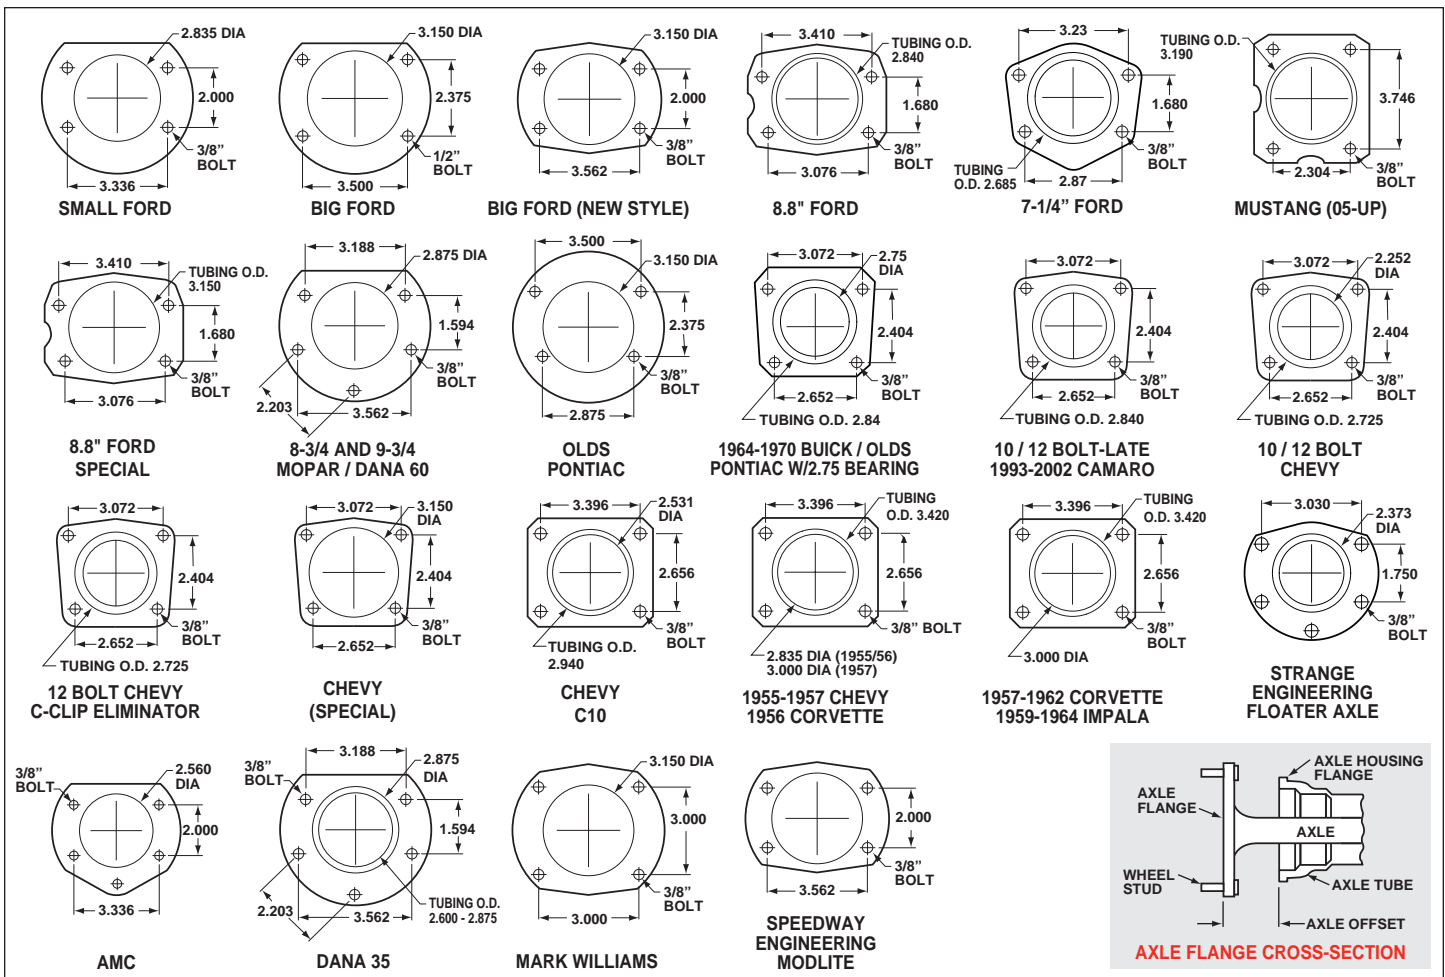 2.835 DIA
2.000
3/8”
BOLT
3.336
SMALL FORD
3.150 DIA
2.375
1/2”
BOLT
3.500
BIG FORD
3.150 DIA
2.000
3/8”
BOLT
3.562
BIG FORD (NEW STYLE)
3.410
TUBING O.D.
2.840
1.680
3/8”
BOLT
3.076
8.8" FORD
3.23
1.680
3/8”
BOLT
TUBING
O.D. 2.685
2.87
7-1/4” FORD
TUBING O.D.
3.190
3.746
3/8”
BOLT
2.304
MUSTANG (05-UP)
3.410
TUBING O.D.
3.150
1.680
3/8”
BOLT
3.076
8.8" FORD
SPECIAL
3.188
2.875 DIA
1.594
3/8”
BOLT
2.203
3.562
8-3/4 AND 9-3/4
MOPAR / DANA 60
3.500
3.150 DIA
2.375
3/8”
BOLT
2.875
OLDS
PONTIAC
3.072
2.75
DIA
2.404
3/8”
BOLT
2.652
TUBING O.D. 2.84
1964-1970 BUICK / OLDS
PONTIAC W/2.75 BEARING
3.072
2.404
3/8”
BOLT
2.652
TUBING O.D. 2.840
10 / 12 BOLT-LATE
1993-2002 CAMARO
3.072
2.252
DIA
2.404
3/8”
BOLT
2.652
TUBING O.D. 2.725
10 / 12 BOLT
CHEVY
3.072
2.404
3/8”
BOLT
2.652
TUBING O.D. 2.725
12 BOLT CHEVY
C-CLIP ELIMINATOR
3.072
3.150
DIA
2.404
3/8”
BOLT
2.652
CHEVY
(SPECIAL)
3.396
2.531
DIA
2.656
3/8”
BOLT
TUBING O.D.
2.940
CHEVY
C10
3.396
TUBING
O.D. 3.420
2.656
3/8” BOLT
2.835 DIA (1955/56)
3.000 DIA (1957)
1955-1957 CHEVY
1956 CORVETTE
3.396
TUBING
O.D. 3.420
2.656
3/8”
BOLT
3.000 DIA
1957-1962 CORVETTE
1959-1964 IMPALA
3.030
2.373
DIA
1.750
3/8”
BOLT
STRANGE
ENGINEERING
FLOATER AXLE
3/8”
BOLT
2.560
DIA
2.000
3.336
AMC
3/8”
BOLT
3.188
2.875
DIA
1.594
2.203
3.562
TUBING O.D.
2.600 - 2.875
DANA 35
3.150 DIA
3.000
3/8”
BOLT
3.000
MARK WILLIAMS
2.000
3/8”
BOLT
3.562
SPEEDWAY
ENGINEERING
MODLITE
AXLE HOUSING
FLANGE
AXLE
FLANGE
AXLE
WHEEL
STUD
AXLE TUBE
AXLE OFFSET
AXLE FLANGE CROSS-SECTION